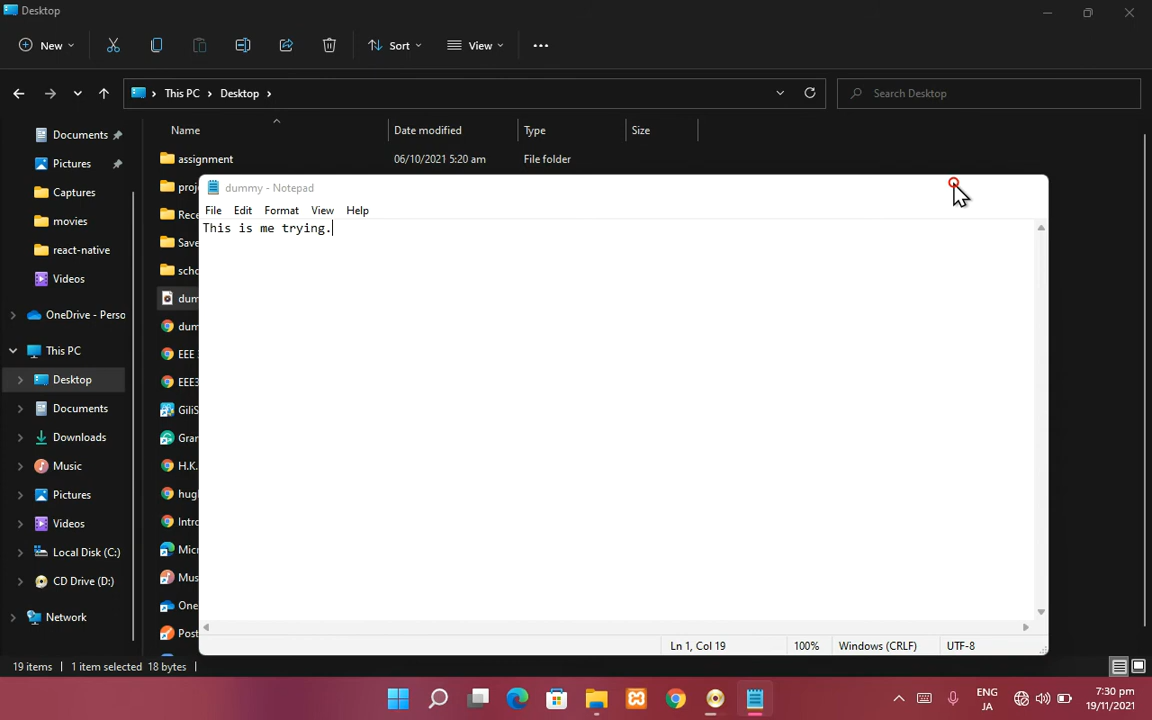 Desktop
New
Sort
View
This PC
Desktop
Search Desktop
Name
Date modified
Type
Size
Documents
Pictures
Captures
movies
react-native
Videos
OneDrive - Perso
This PC
Desktop
Documents
Downloads
Music
Pictures
Videos
Local Disk (C:)
CD Drive (D:)
Network
assignment
06/10/2021 5:20 am
File folder
EEE
EEE3
H.K.
dummy - Notepad
File Edit Format View Help
This is me trying.
Ln 1, Col 19
100%
Windows (CRLF)
UTF-8
19 items
1 item selected 18 bytes
ENG
JA
7:30 pm
19/11/2021